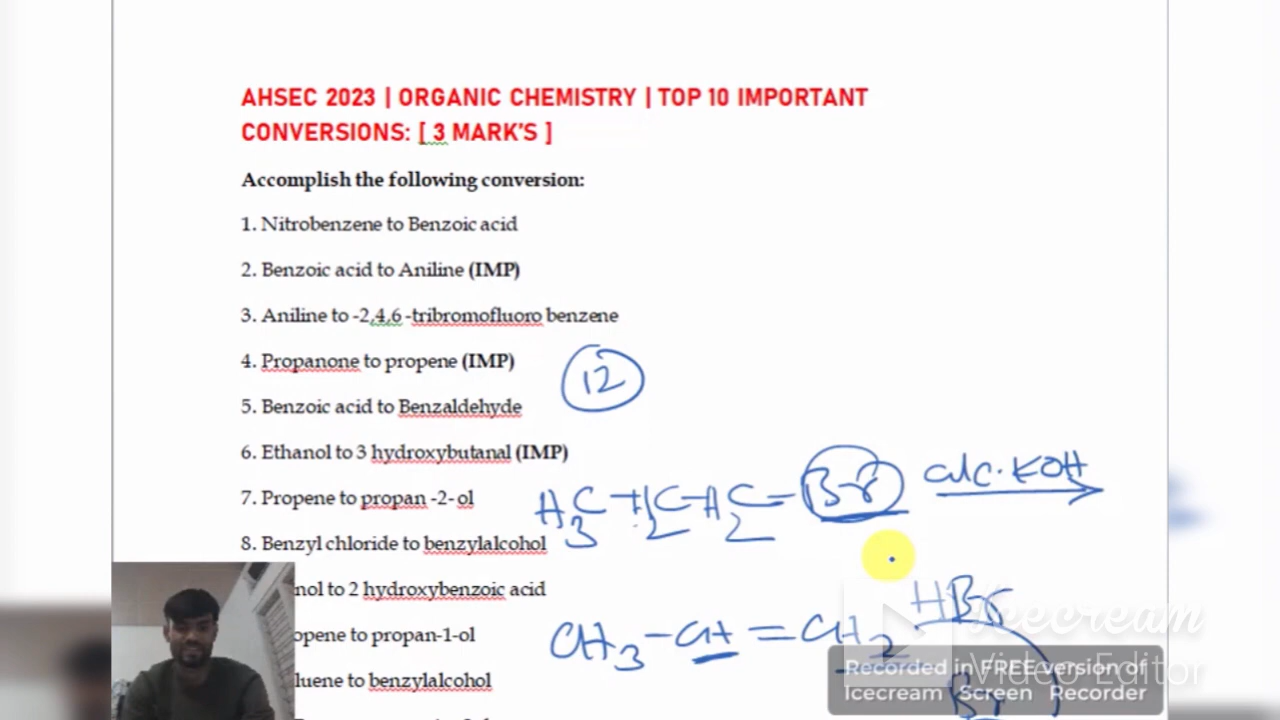 AHSEC 2023 | ORGANIC CHEMISTRY | TOP 10 IMPORTANT
CONVERSIONS: [ 3 MARK'S ]
Accomplish the following conversion:
1. Nitrobenzene to Benzoic acid
2. Benzoic acid to Aniline (IMP)
3. Aniline to -2,4,6 -tribromofluoro benzene
4. Propanone to propene (IMP)
12
5. Benzoic acid to Benzaldehyde
6. Ethanol to 3 hydroxybutanal (IMP)
alc. KOH
7. Propene to propan -2- ol
H3C-H2C-H2C-Br
8. Benzyl chloride to benzylalcohol
nol to 2 hydroxybenzoic acid
HBr
opene to propan-1-ol
CH3-CH=CH2
luene to benzylalcohol
Br
Icecream
Video Editor
Recorded in FREE version of
Icecream Screen Recorder